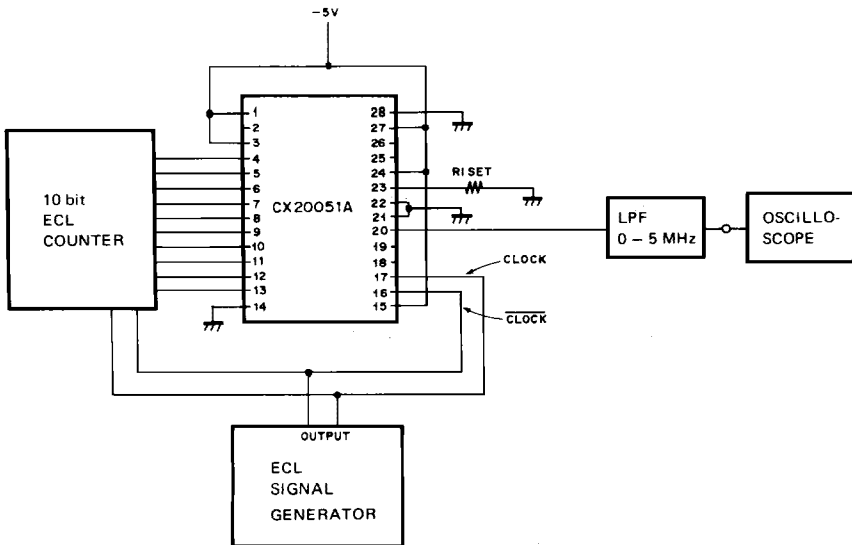 -5V
10 bit
ECL
COUNTER
1
2
3
4
5
6
7
8
9
10
11
12
13
14
CX20051A
28
27
26
25
24
23
22
21
20
19
18
17
16
15
RISET
CLOCK
CLOCK
LPF
0 – 5 MHz
OSCILLO-
SCOPE
OUTPUT
ECL
SIGNAL
GENERATOR